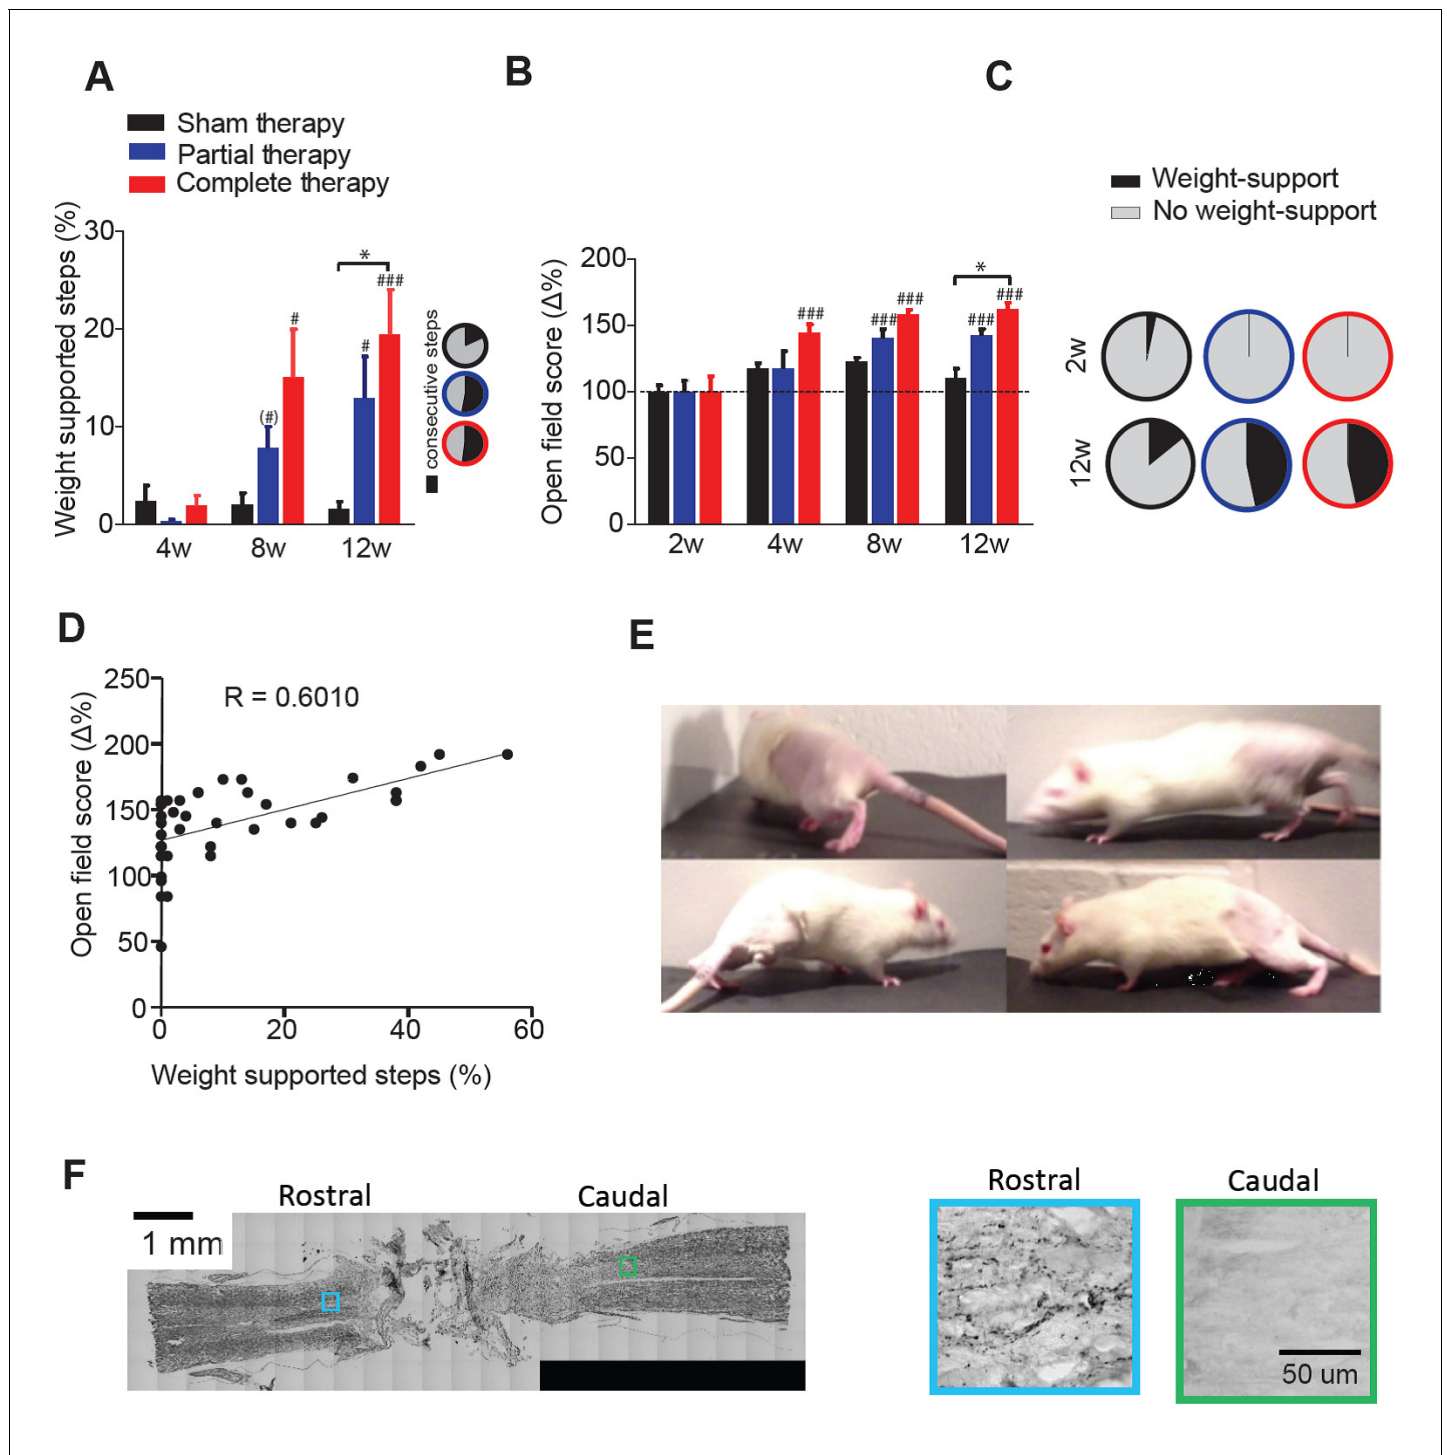 A
Sham therapy
Partial therapy
Complete therapy
Weight supported steps (%)
30
20
10
0
4w
8w
12w
(#)
#
#
*
###
consecutive steps
B
Open field score (Δ%)
200
150
100
50
0
2w
4w
8w
12w
###
###
###
###
*
###
C
Weight-support
No weight-support
2w
12w
D
R = 0.6010
Open field score (Δ%)
250
200
150
100
50
0
0
20
40
60
Weight supported steps (%)
E
F
Rostral
Caudal
1 mm
Rostral
Caudal
50 um